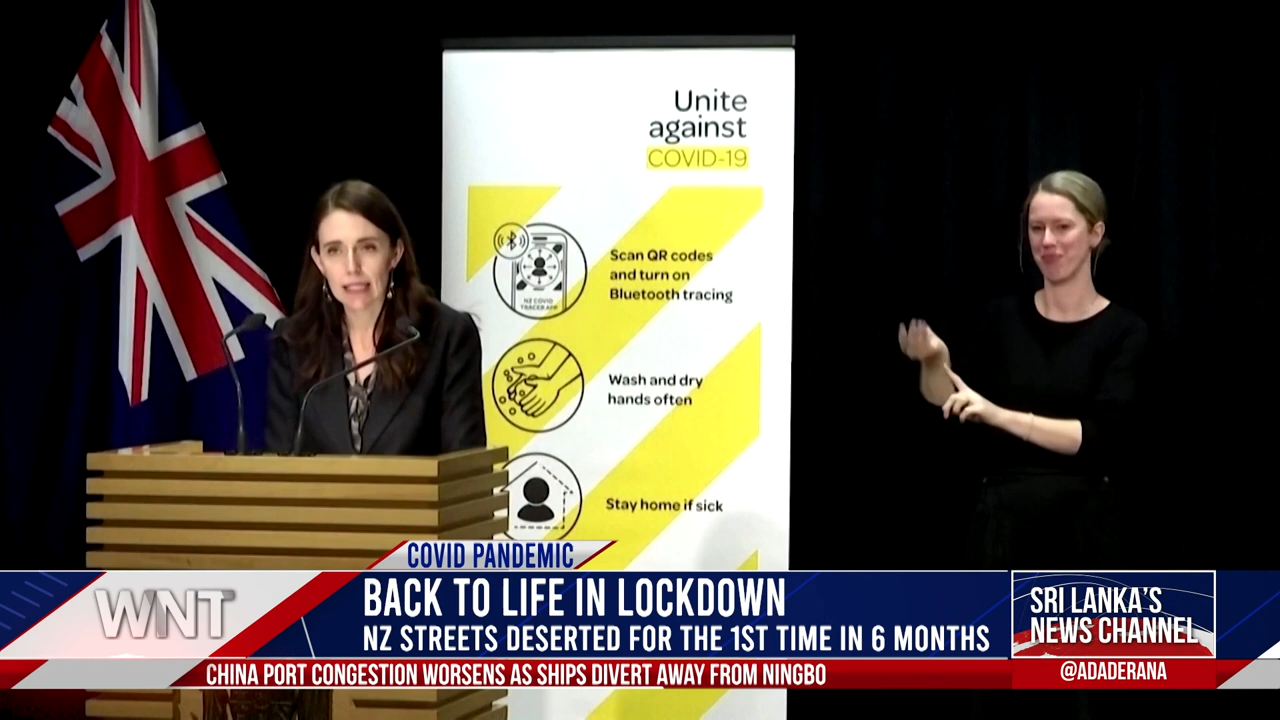 Unite
against
COVID-19
Scan QR codes
and turn on
Bluetooth tracing
NZ COVID
TRACER APP
Wash and dry
hands often
Stay home if sick
COVID PANDEMIC
WNT
BACK TO LIFE IN LOCKDOWN
NZ STREETS DESERTED FOR THE 1ST TIME IN 6 MONTHS
SRI LANKA'S
NEWS CHANNEL
@ADADERANA
CHINA PORT CONGESTION WORSENS AS SHIPS DIVERT AWAY FROM NINGBO